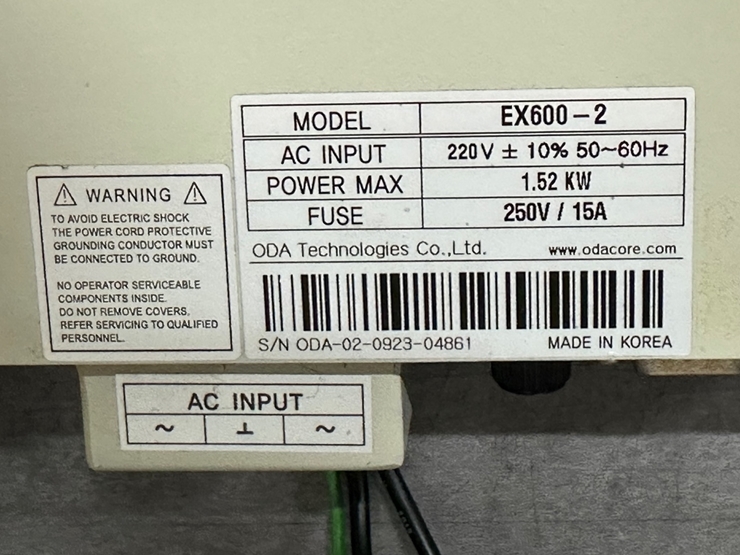 MODEL EX600-2
AC INPUT 220V ± 10% 50~60Hz
POWER MAX 1.52 KW
FUSE 250V / 15A
ODA Technologies Co.,Ltd. www.odacore.com
S/N ODA-02-0923-04861 MADE IN KOREA
⚠ WARNING ⚠
TO AVOID ELECTRIC SHOCK
THE POWER CORD PROTECTIVE
GROUNDING CONDUCTOR MUST
BE CONNECTED TO GROUND.
NO OPERATOR SERVICEABLE
COMPONENTS INSIDE.
DO NOT REMOVE COVERS.
REFER SERVICING TO QUALIFIED
PERSONNEL.
AC INPUT
~ ⊥ ~